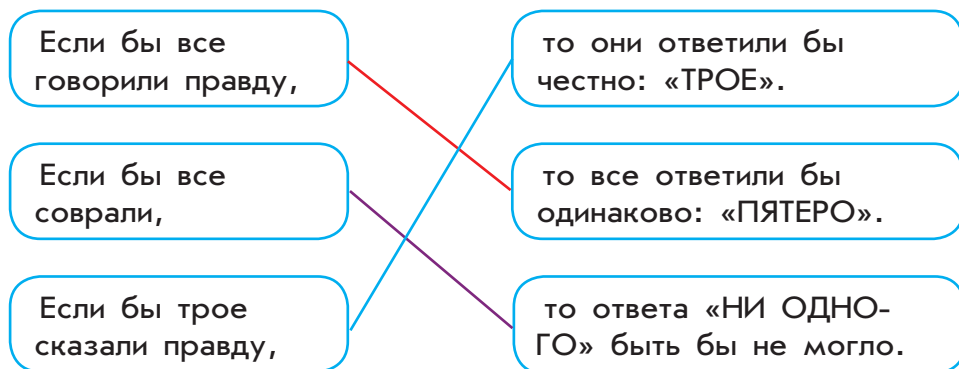 Если бы все
говорили правду,
то они ответили бы
честно: «ТРОЕ».
Если бы все
соврали,
то все ответили бы
одинаково: «ПЯТЕРО».
Если бы трое
сказали правду,
то ответа «НИ ОДНО-
ГО» быть бы не могло.